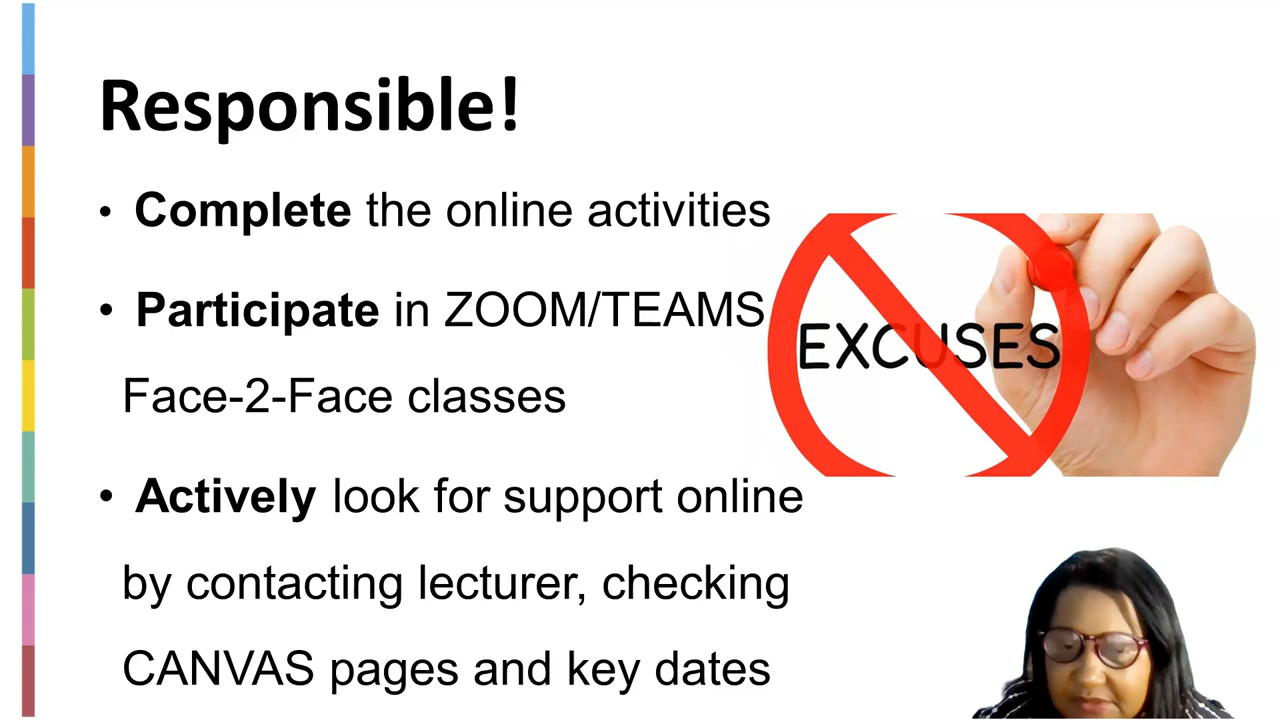 Responsible!
• Complete the online activities
• Participate in ZOOM/TEAMS
Face-2-Face classes
EXCUSES
• Actively look for support online
by contacting lecturer, checking
CANVAS pages and key dates